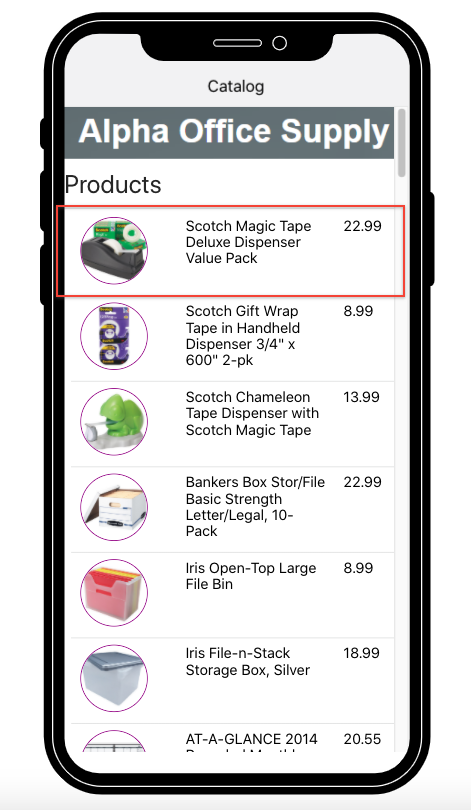 Catalog
Alpha Office Supply
Products
Scotch Magic Tape 22.99
Deluxe Dispenser
Value Pack
Scotch Gift Wrap 8.99
Tape in Handheld
Dispenser 3/4" x
600" 2-pk
Scotch Chameleon 13.99
Tape Dispenser with
Scotch Magic Tape
Bankers Box Stor/File 22.99
Basic Strength
Letter/Legal, 10-
Pack
Iris Open-Top Large 8.99
File Bin
Iris File-n-Stack 18.99
Storage Box, Silver
AT-A-GLANCE 2014 20.55